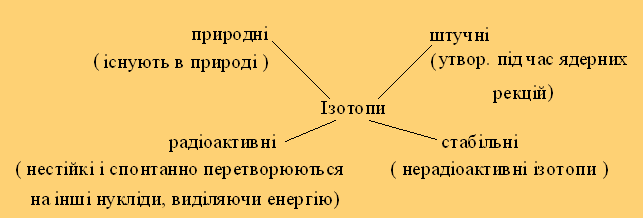 природні
( існують в природі )
штучні
(утвор. під час ядерних
рекцій)
Ізотопи
радіоактивні
( нестійкі і спонтанно перетворюються
на інші нукліди, виділяючи енергію)
стабільні
( нерадіоактивні ізотопи )